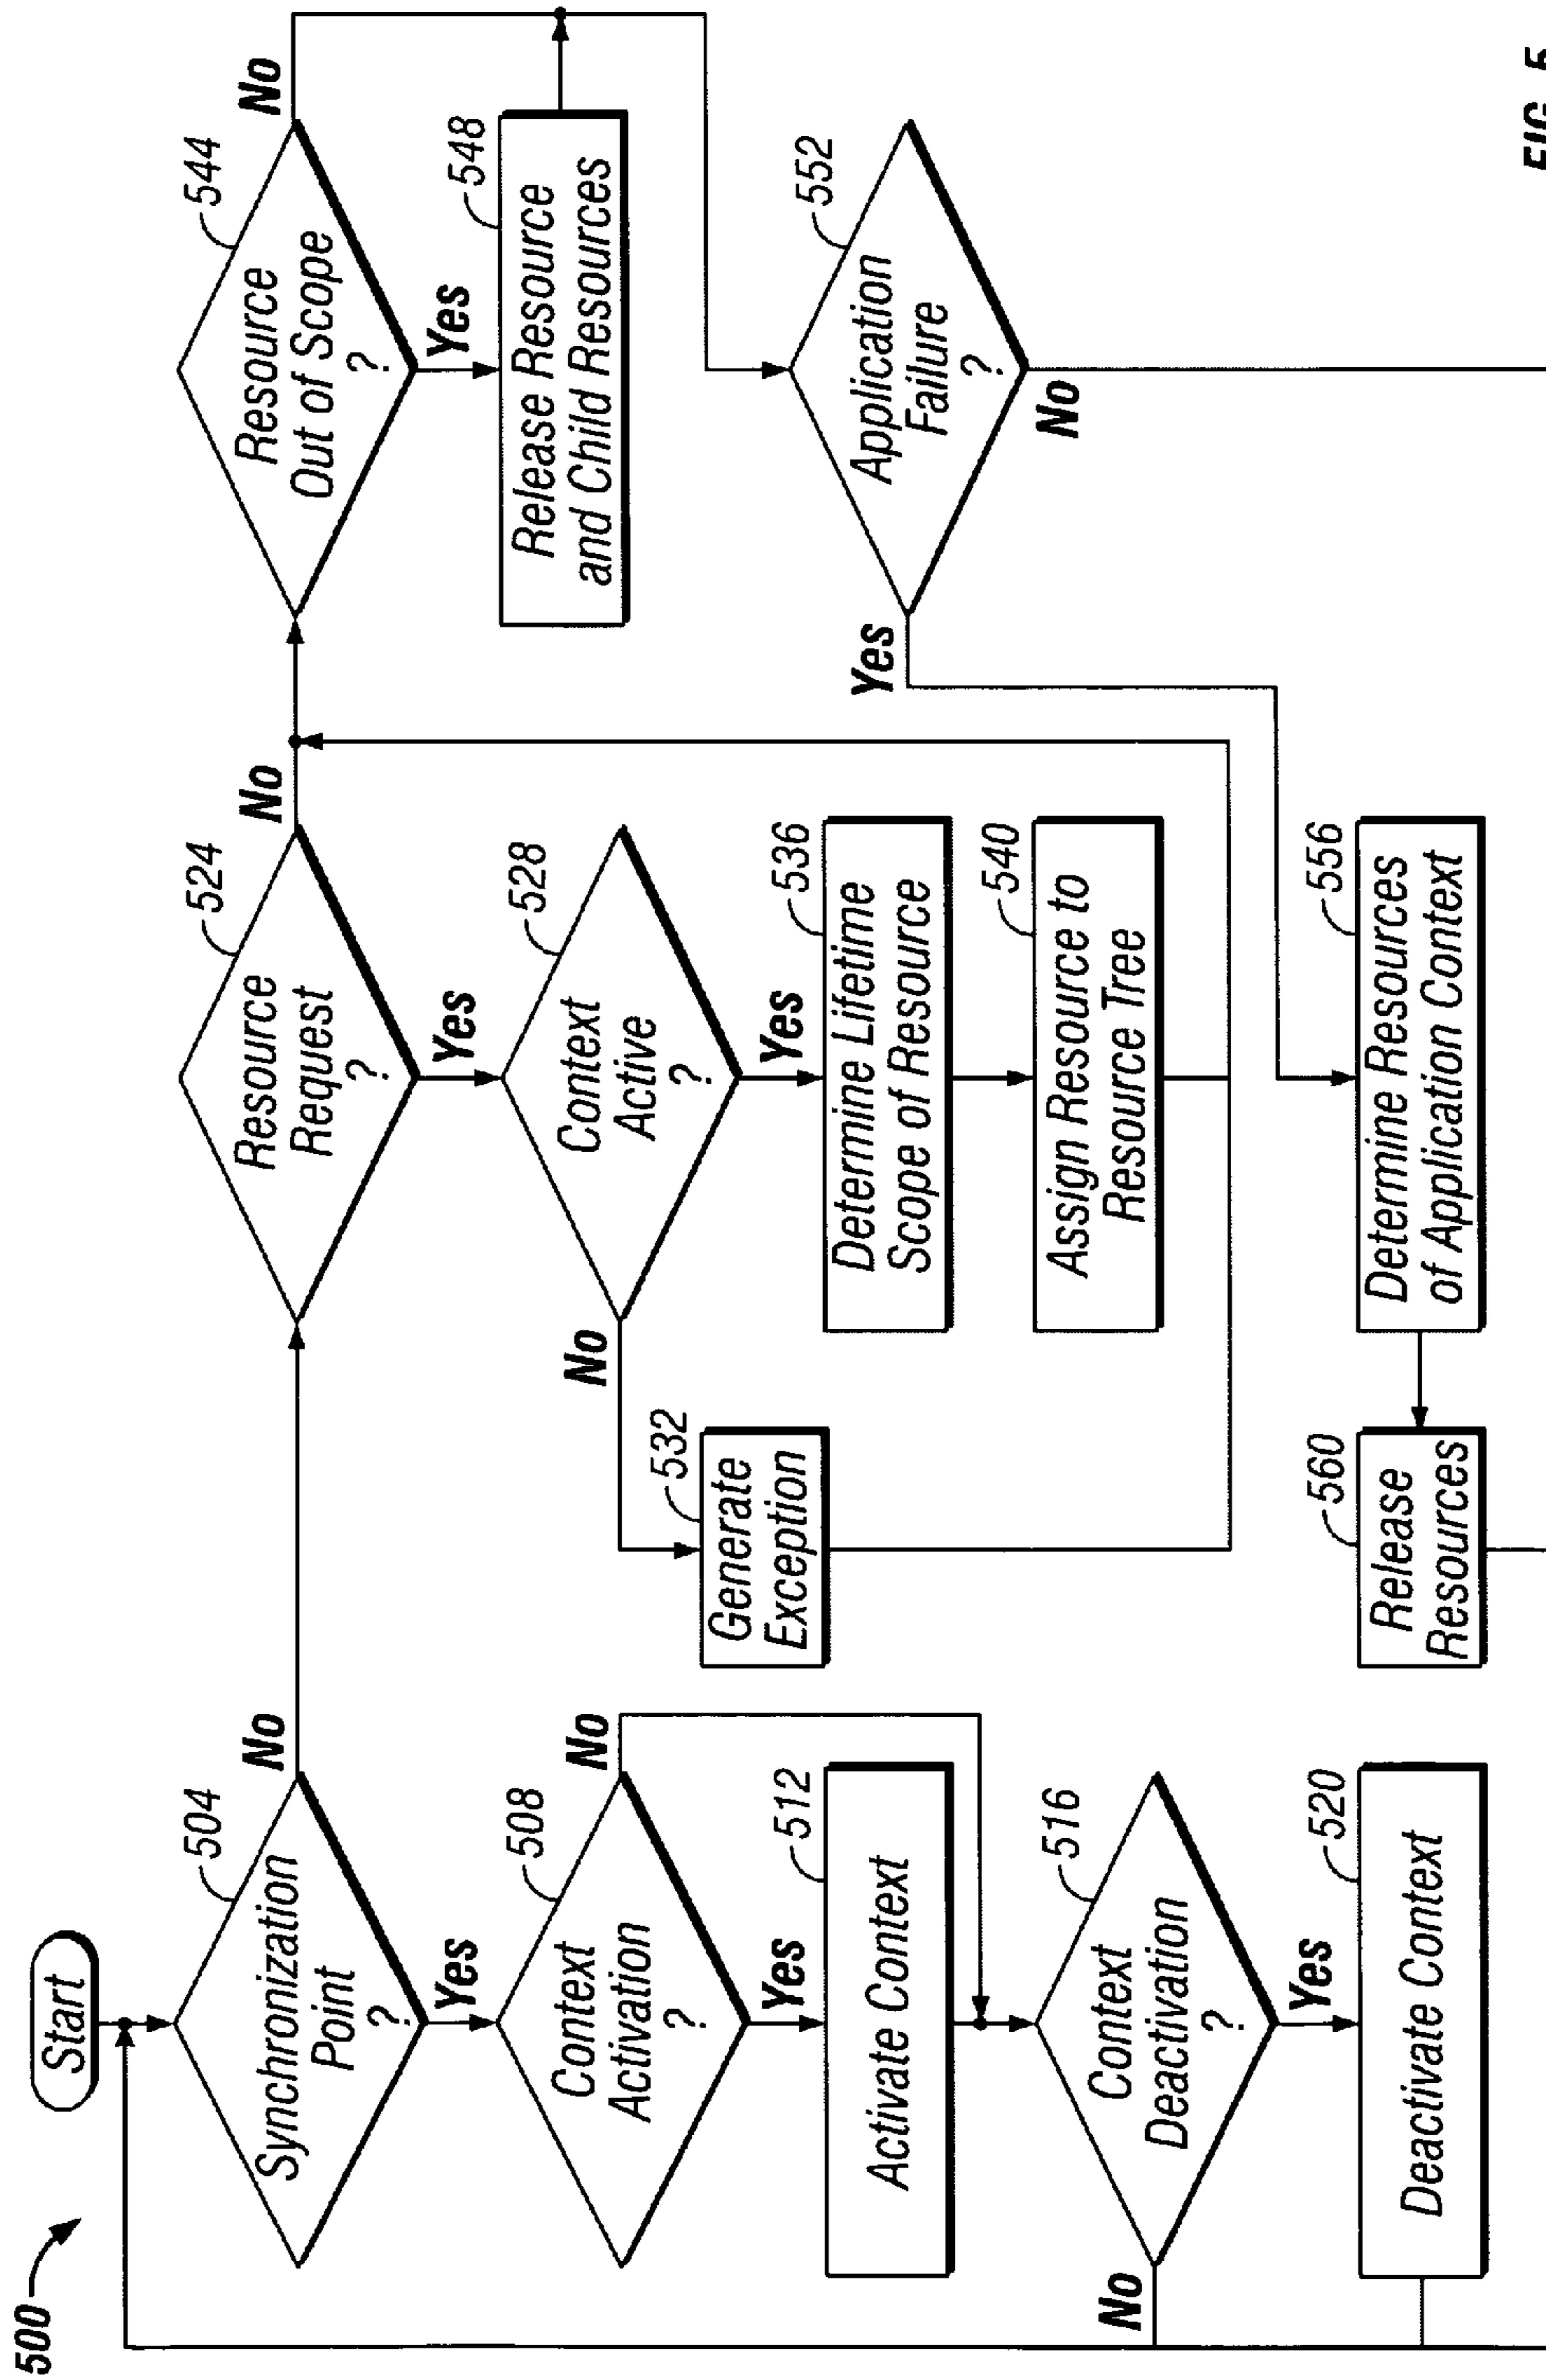 500
Start
504
Synchronization
Point
?
No
Yes
508
Context
Activation
?
No
Yes
512
Activate Context
516
Context
Deactivation
?
No
Yes
520
Deactivate Context
524
Resource
Request
?
No
Yes
528
Context
Active
?
No
Yes
532
Generate
Exception
536
Determine Lifetime
Scope of Resource
540
Assign Resource to
Resource Tree
544
Resource
Out of Scope
?
No
Yes
548
Release Resource
and Child Resources
552
Application
Failure
?
Yes
No
556
Determine Resources
of Application Context
560
Release
Resources
FIG. 5